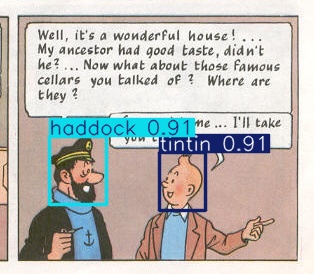 Well, it's a wonderful house! ...
My ancestor had good taste, didn't
he? ... Now what about those famous
cellars you talked of? Where are
they?
me ... I'll take
haddock 0.91
tintin 0.91